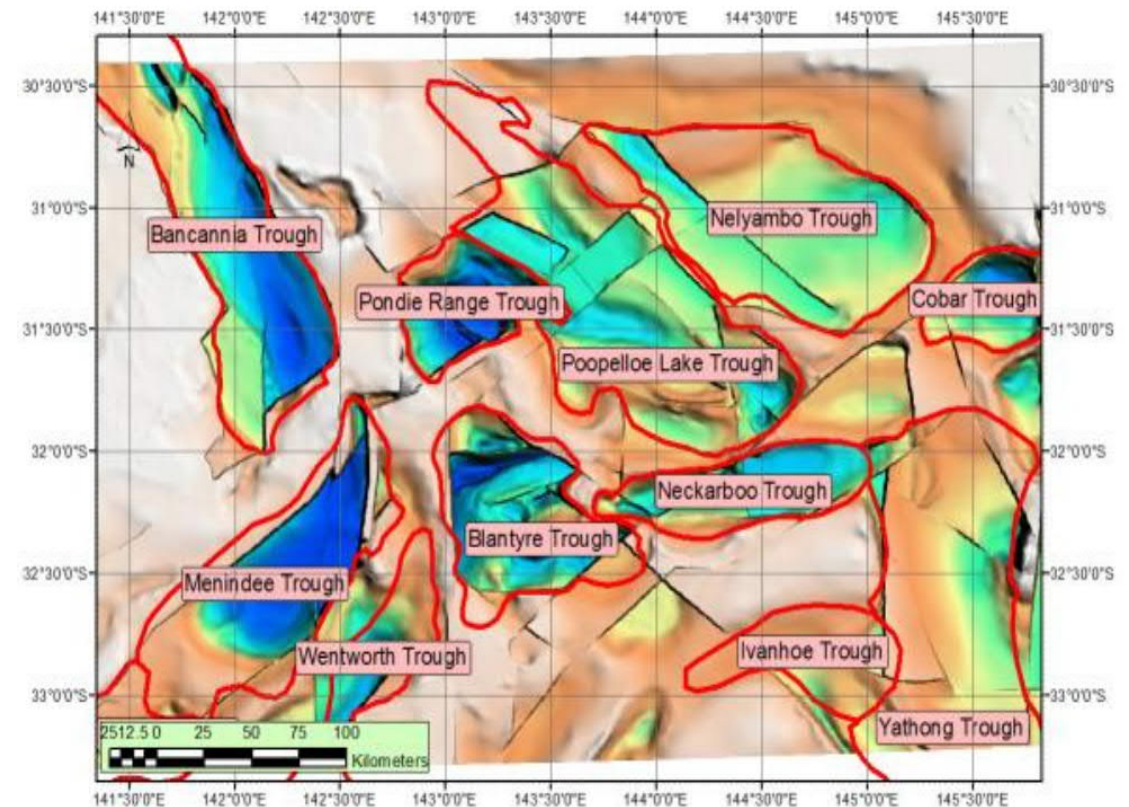 141°30'0"E 142°0'0"E 142°30'0"E 143°0'0"E 143°30'0"E 144°0'0"E 144°30'0"E 145°0'0"E 145°30'0"E
30°30'0"S 30°30'0"S
N
31°0'0"S 31°0'0"S
Nelyambo Trough
Bancannia Trough
Pondie Range Trough
Cobar Trough
31°30'0"S 31°30'0"S
Poopelloe Lake Trough
32°0'0"S 32°0'0"S
Neckarboo Trough
Blantyre Trough
32°30'0"S 32°30'0"S
Menindee Trough
Ivanhoe Trough
Wentworth Trough
33°0'0"S 33°0'0"S
Yathong Trough
2512.5 0 25 50 75 100
Kilometers
141°30'0"E 142°0'0"E 142°30'0"E 143°0'0"E 143°30'0"E 144°0'0"E 144°30'0"E 145°0'0"E 145°30'0"E